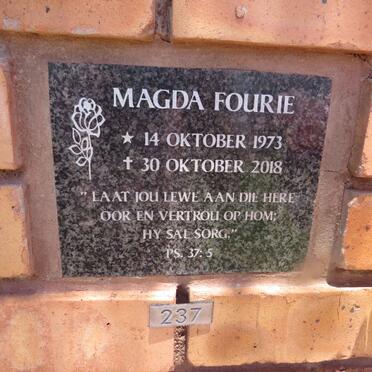 MAGDA FOURIE
★ 14 OKTOBER 1973
✝ 30 OKTOBER 2018
"LAAT JOU LEWE AAN DIE HERE
OOR EN VERTROU OP HOM;
HY SAL SORG."
PS. 37: 5
237